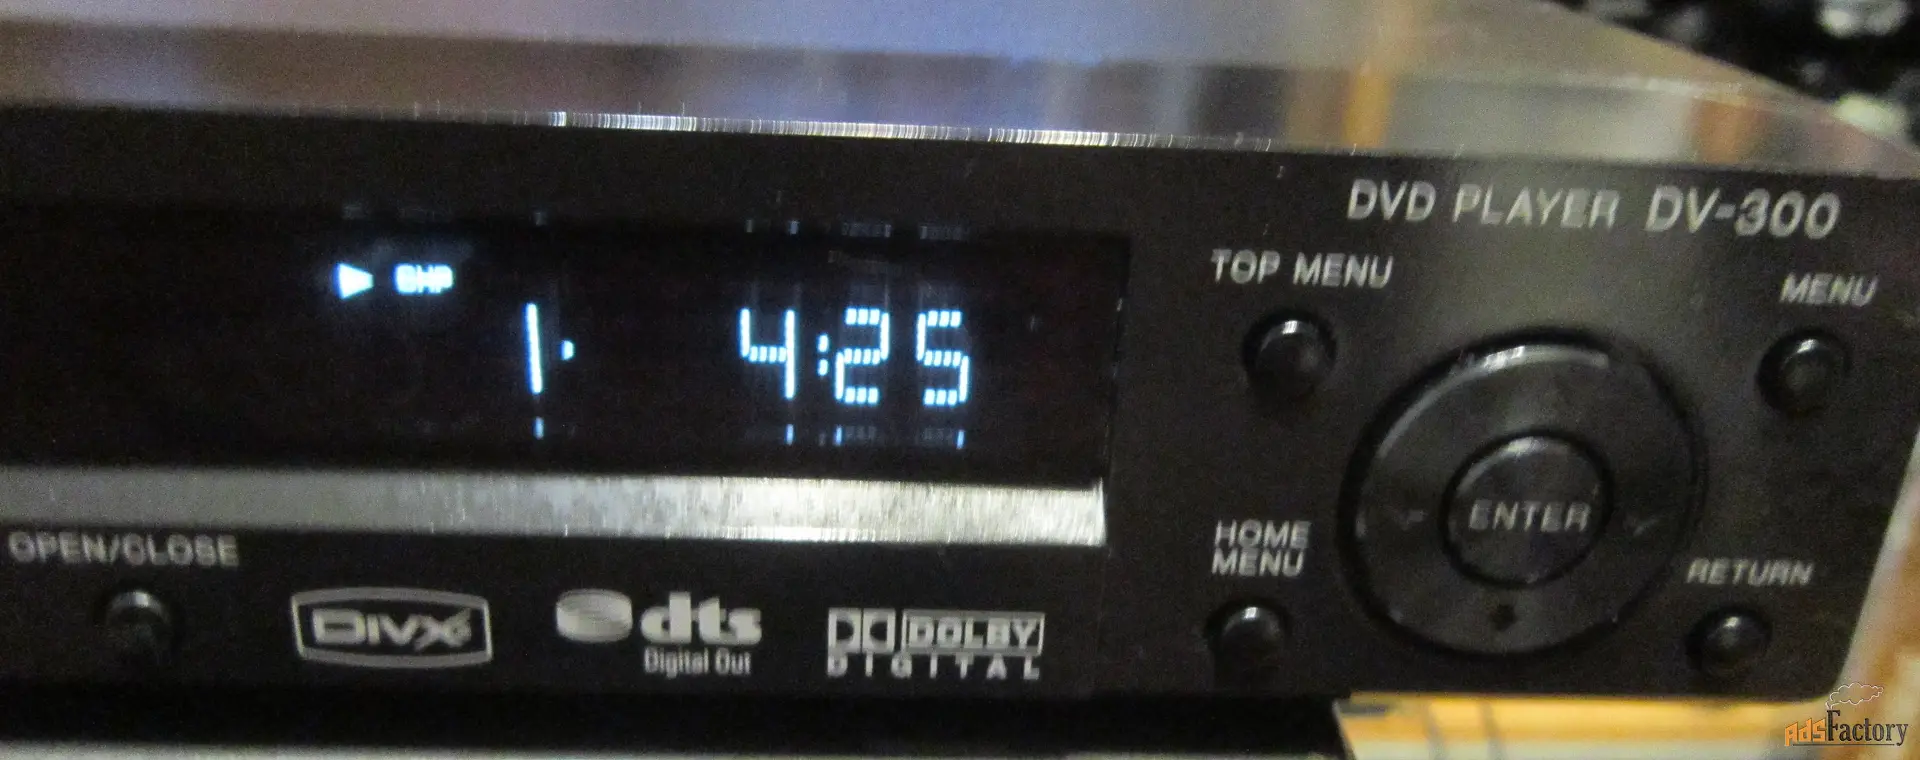 DVD PLAYER DV-300
TOP MENU
MENU
CHP
1. 4:25
ENTER
HOME
MENU
RETURN
OPEN/CLOSE
DIVX
dts
Digital Out
DOLBY
DIGITAL
AdsFactory